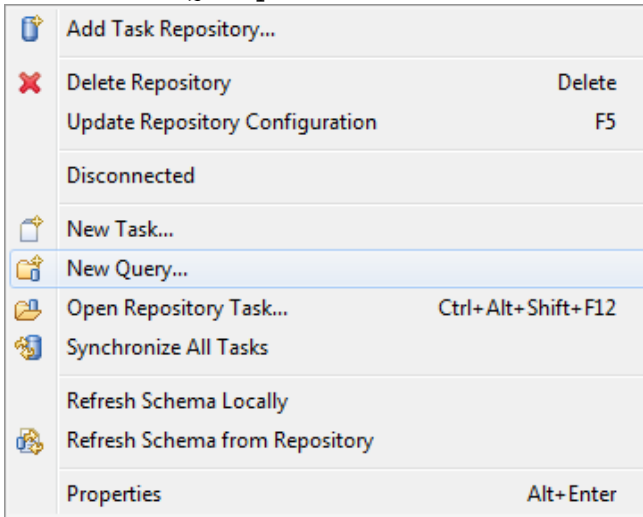 Add Task Repository...
Delete Repository Delete
Update Repository Configuration F5
Disconnected
New Task...
New Query...
Open Repository Task... Ctrl+Alt+Shift+F12
Synchronize All Tasks
Refresh Schema Locally
Refresh Schema from Repository
Properties Alt+Enter